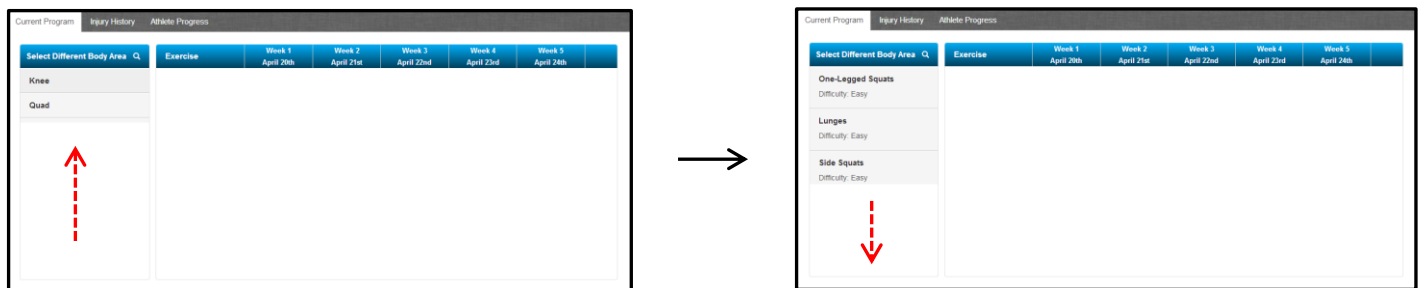 Current Program Injury History Athlete Progress
Select Different Body Area Exercise Week 1 April 20th Week 2 April 21st Week 3 April 22nd Week 4 April 23rd Week 5 April 24th
Knee
Quad
Current Program Injury History Athlete Progress
Select Different Body Area Exercise Week 1 April 20th Week 2 April 21st Week 3 April 22nd Week 4 April 23rd Week 5 April 24th
One-Legged Squats
Difficulty: Easy
Lunges
Difficulty: Easy
Side Squats
Difficulty: Easy